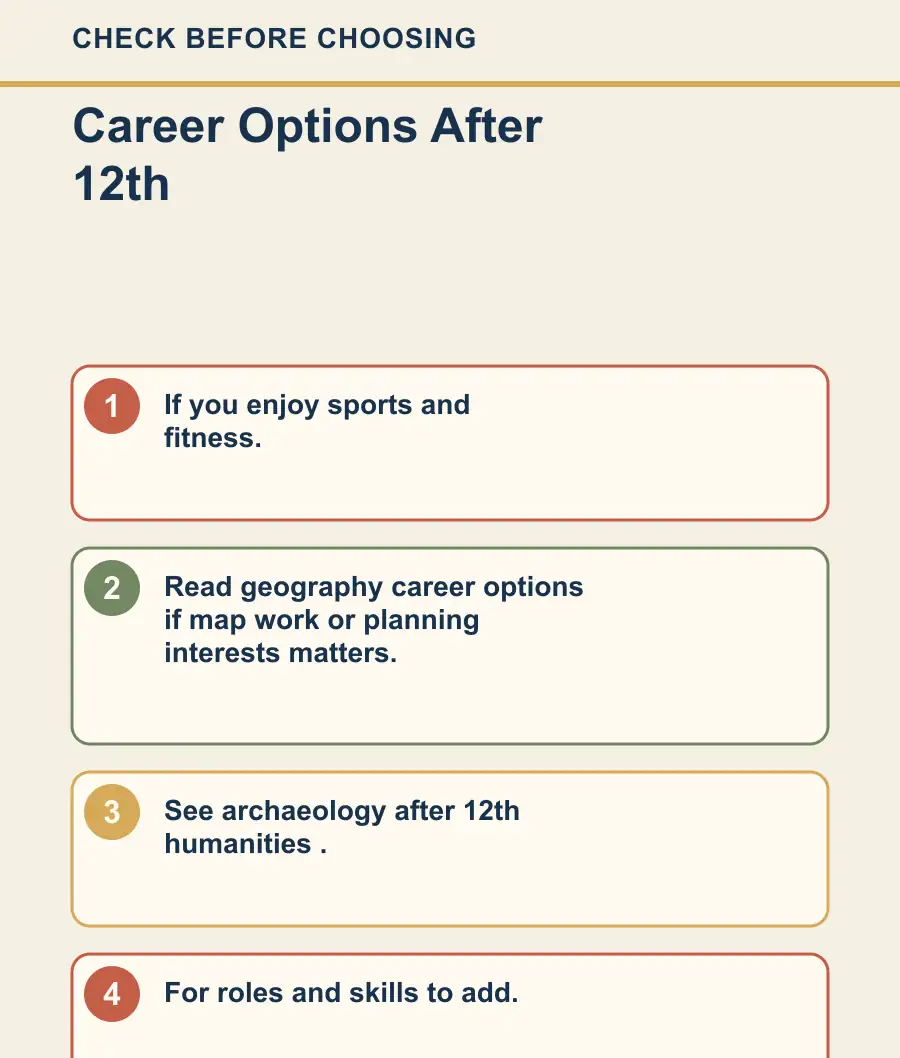 CHECK BEFORE CHOOSING
Career Options After
12th
1
If you enjoy sports and
fitness.
2
Read geography career options
if map work or planning
interests matters.
3
See archaeology after 12th
humanities .
4
For roles and skills to add.